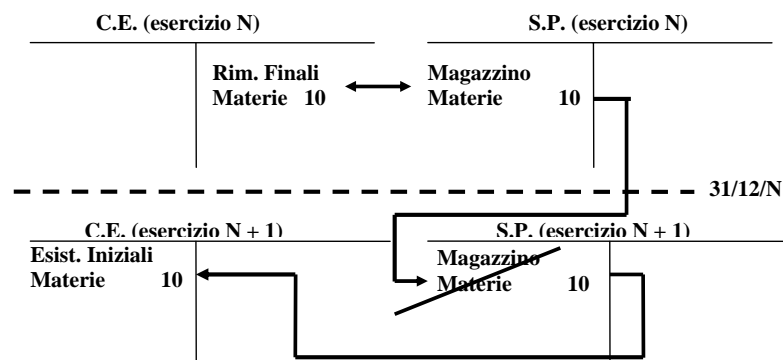 C.E. (esercizio N)
S.P. (esercizio N)
Rim. Finali
Materie 10
Magazzino
Materie 10
31/12/N
C.E. (esercizio N + 1)
S.P. (esercizio N + 1)
Esist. Iniziali
Materie 10
Magazzino
Materie 10